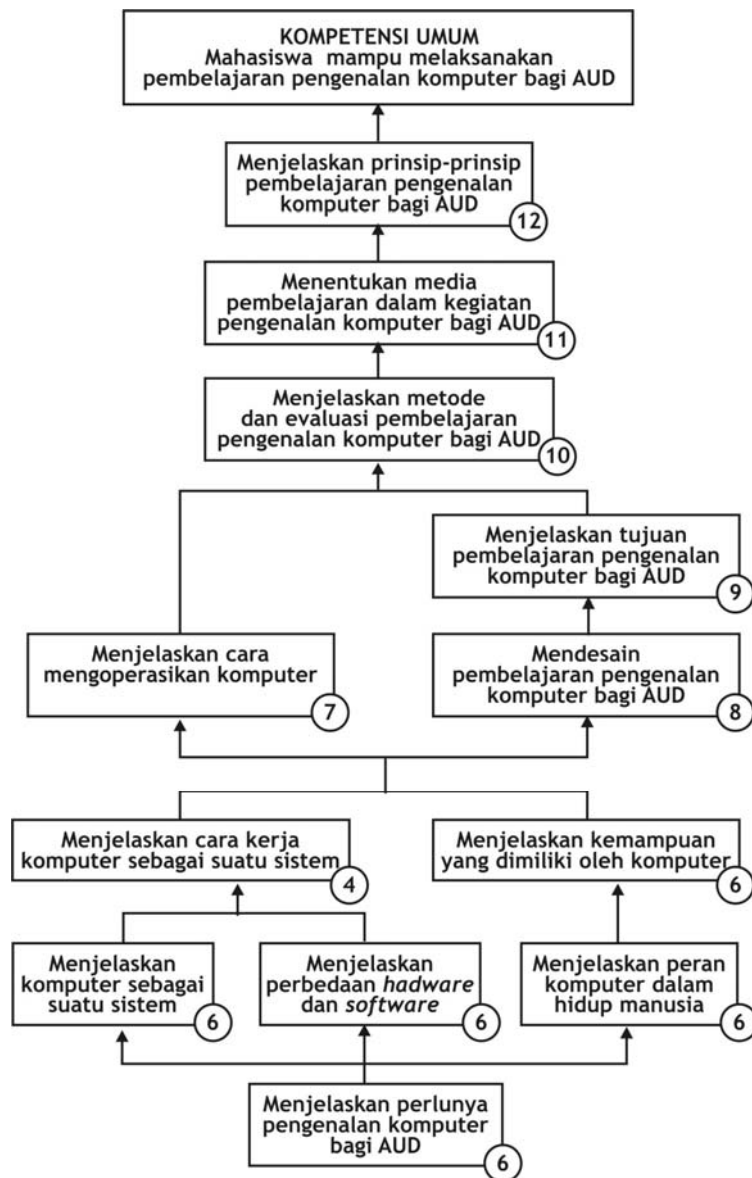 KOMPETENSI UMUM
Mahasiswa mampu melaksanakan
pembelajaran pengenalan komputer bagi AUD
Menjelaskan prinsip-prinsip
pembelajaran pengenalan
komputer bagi AUD
12
Menentukan media
pembelajaran dalam kegiatan
pengenalan komputer bagi AUD
11
Menjelaskan metode
dan evaluasi pembelajaran
pengenalan komputer bagi AUD
10
Menjelaskan tujuan
pembelajaran pengenalan
komputer bagi AUD
9
Menjelaskan cara
mengoperasikan komputer
7
Mendesain
pembelajaran pengenalan
komputer bagi AUD
8
Menjelaskan cara kerja
komputer sebagai suatu sistem
4
Menjelaskan kemampuan
yang dimiliki oleh komputer
6
Menjelaskan
komputer sebagai
suatu sistem
6
Menjelaskan
perbedaan hadware
dan software
6
Menjelaskan peran
komputer dalam
hidup manusia
6
Menjelaskan perlunya
pengenalan komputer
bagi AUD
6